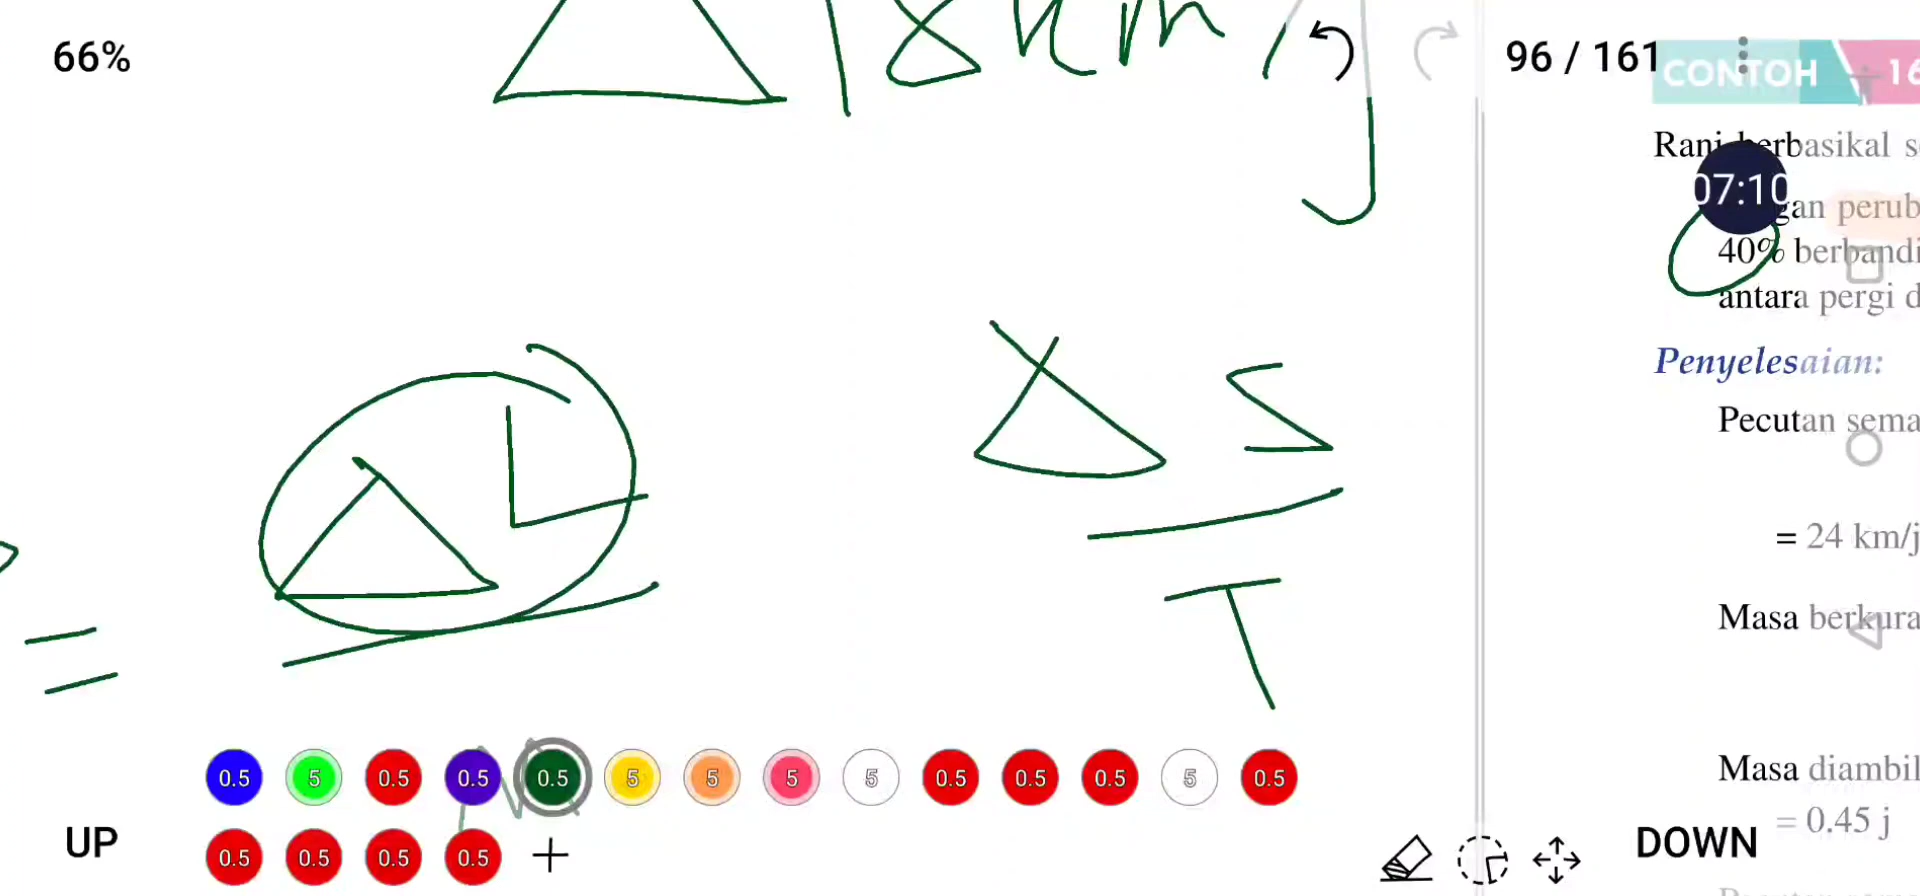 66%
18km/j
96 / 161
CONTOH 16
Rani berbasikal s
07:10
gan perub
40% berbandi
antara pergi d
Penyelesaian:
Pecutan sema
= 24 km/j
Masa berkura
Masa diambil
= 0.45 j
= Δ L
Δ S
T
0.5 5 0.5 0.5 0.5 5 5 5 5 0.5 0.5 0.5 5 0.5
UP 0.5 0.5 0.5 0.5 +
DOWN